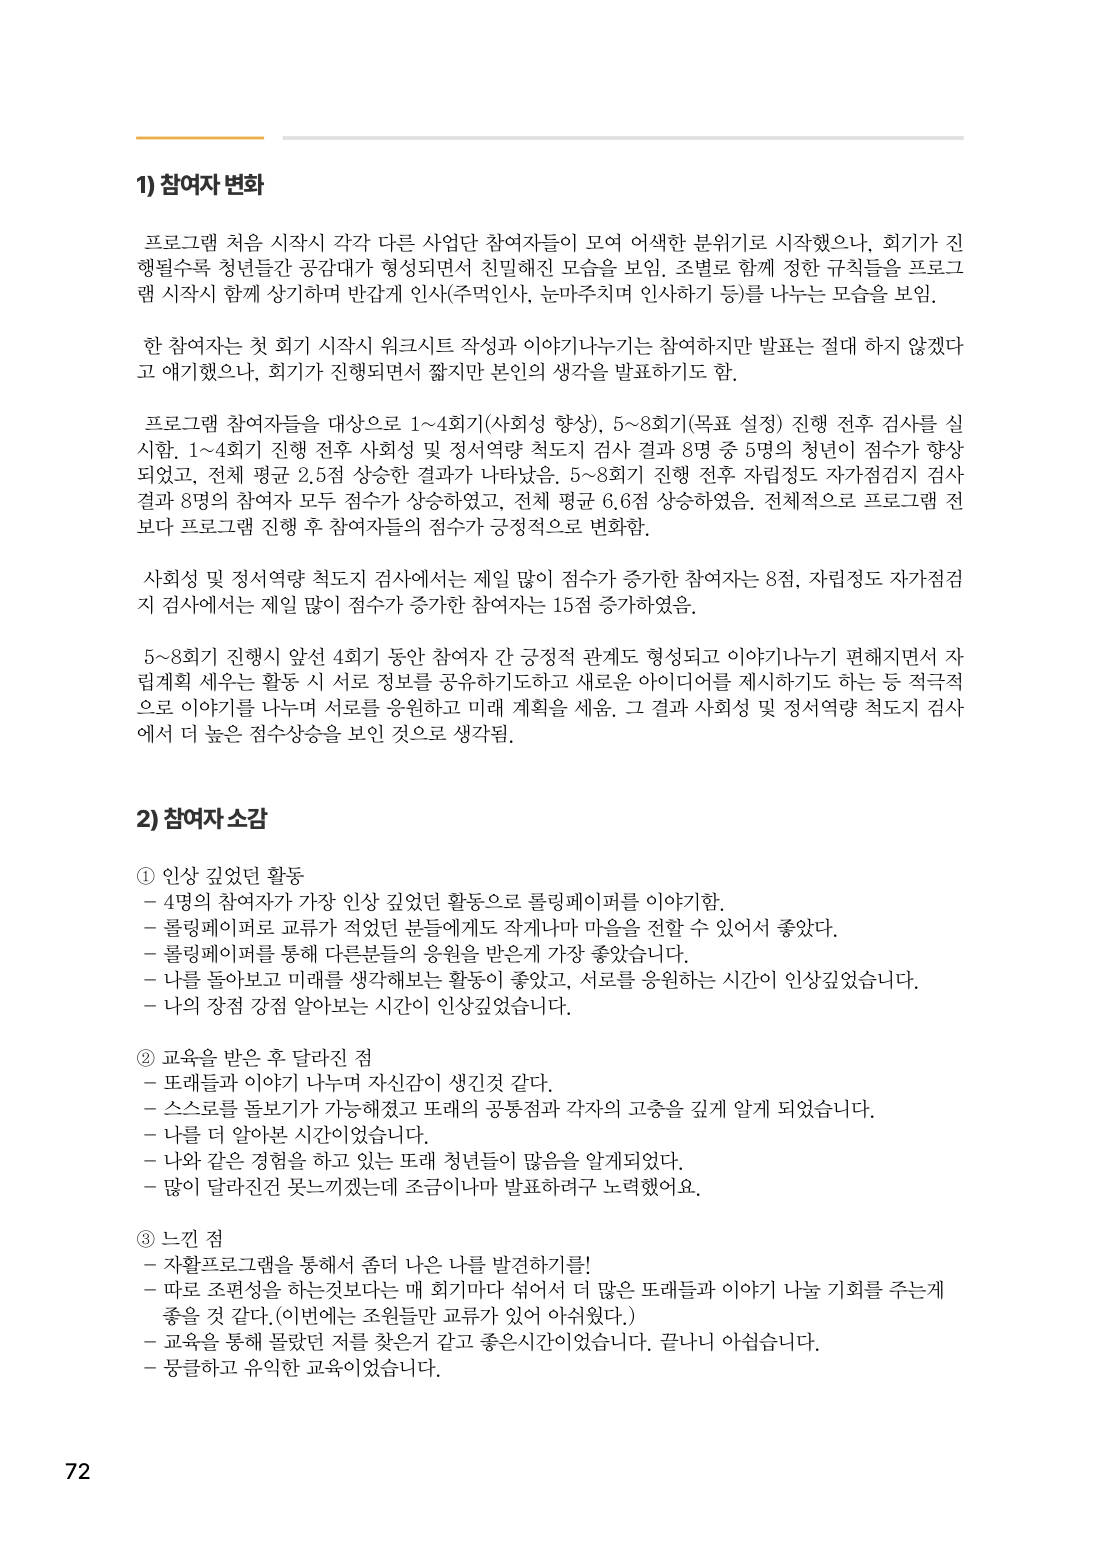 1) 참여자 변화
프로그램 처음 시작시 각각 다른 사업단 참여자들이 모여 어색한 분위기로 시작했으나, 회기가 진
행될수록 청년들간 공감대가 형성되면서 친밀해진 모습을 보임. 조별로 함께 정한 규칙들을 프로그
램 시작시 함께 상기하며 반갑게 인사(주먹인사, 눈마주치며 인사하기 등)를 나누는 모습을 보임.
한 참여자는 첫 회기 시작시 워크시트 작성과 이야기나누기는 참여하지만 발표는 절대 하지 않겠다
고 얘기했으나, 회기가 진행되면서 짧지만 본인의 생각을 발표하기도 함.
프로그램 참여자들을 대상으로 1~4회기(사회성 향상), 5~8회기(목표 설정) 진행 전후 검사를 실
시함. 1~4회기 진행 전후 사회성 및 정서역량 척도지 검사 결과 8명 중 5명의 청년이 점수가 향상
되었고, 전체 평균 2.5점 상승한 결과가 나타났음. 5~8회기 진행 전후 자립정도 자가점검지 검사
결과 8명의 참여자 모두 점수가 상승하였고, 전체 평균 6.6점 상승하였음. 전체적으로 프로그램 전
보다 프로그램 진행 후 참여자들의 점수가 긍정적으로 변화함.
사회성 및 정서역량 척도지 검사에서는 제일 많이 점수가 증가한 참여자는 8점, 자립정도 자가점검
지 검사에서는 제일 많이 점수가 증가한 참여자는 15점 증가하였음.
5~8회기 진행시 앞선 4회기 동안 참여자 간 긍정적 관계도 형성되고 이야기나누기 편해지면서 자
립계획 세우는 활동 시 서로 정보를 공유하기도하고 새로운 아이디어를 제시하기도 하는 등 적극적
으로 이야기를 나누며 서로를 응원하고 미래 계획을 세움. 그 결과 사회성 및 정서역량 척도지 검사
에서 더 높은 점수상승을 보인 것으로 생각됨.
2) 참여자 소감
① 인상 깊었던 활동
- 4명의 참여자가 가장 인상 깊었던 활동으로 롤링페이퍼를 이야기함.
- 롤링페이퍼로 교류가 적었던 분들에게도 작게나마 마을을 전할 수 있어서 좋았다.
- 롤링페이퍼를 통해 다른분들의 응원을 받은게 가장 좋았습니다.
- 나를 돌아보고 미래를 생각해보는 활동이 좋았고, 서로를 응원하는 시간이 인상깊었습니다.
- 나의 장점 강점 알아보는 시간이 인상깊었습니다.
② 교육을 받은 후 달라진 점
- 또래들과 이야기 나누며 자신감이 생긴것 같다.
- 스스로를 돌보기가 가능해졌고 또래의 공통점과 각자의 고충을 깊게 알게 되었습니다.
- 나를 더 알아본 시간이었습니다.
- 나와 같은 경험을 하고 있는 또래 청년들이 많음을 알게되었다.
- 많이 달라진건 못느끼겠는데 조금이나마 발표하려구 노력했어요.
③ 느낀 점
- 자활프로그램을 통해서 좀더 나은 나를 발견하기를!
- 따로 조편성을 하는것보다는 매 회기마다 섞어서 더 많은 또래들과 이야기 나눌 기회를 주는게
좋을 것 같다.(이번에는 조원들만 교류가 있어 아쉬웠다.)
- 교육을 통해 몰랐던 저를 찾은거 같고 좋은시간이었습니다. 끝나니 아쉽습니다.
- 뭉클하고 유익한 교육이었습니다.
72